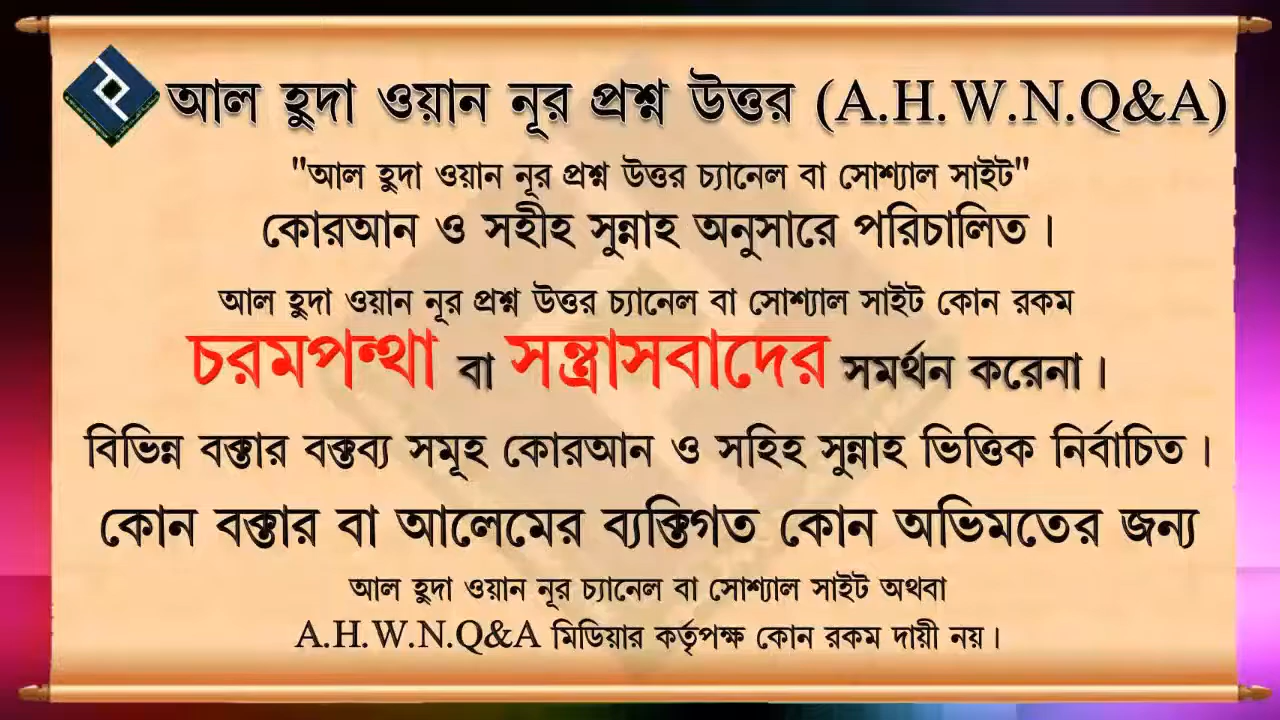 আল হুদা ওয়ান নূর প্রশ্ন উত্তর (A.H.W.N.Q&A)
"আল হুদা ওয়ান নূর প্রশ্ন উত্তর চ্যানেল বা সোশ্যাল সাইট"
কোরআন ও সহীহ সুন্নাহ অনুসারে পরিচালিত।
আল হুদা ওয়ান নূর প্রশ্ন উত্তর চ্যানেল বা সোশ্যাল সাইট কোন রকম
চরমপন্থা বা সন্ত্রাসবাদের সমর্থন করেনা।
বিভিন্ন বক্তার বক্তব্য সমূহ কোরআন ও সহিহ সুন্নাহ ভিত্তিক নির্বাচিত।
কোন বক্তার বা আলেমের ব্যক্তিগত কোন অভিমতের জন্য
আল হুদা ওয়ান নূর চ্যানেল বা সোশ্যাল সাইট অথবা
A.H.W.N.Q&A মিডিয়ার কর্তৃপক্ষ কোন রকম দায়ী নয়।